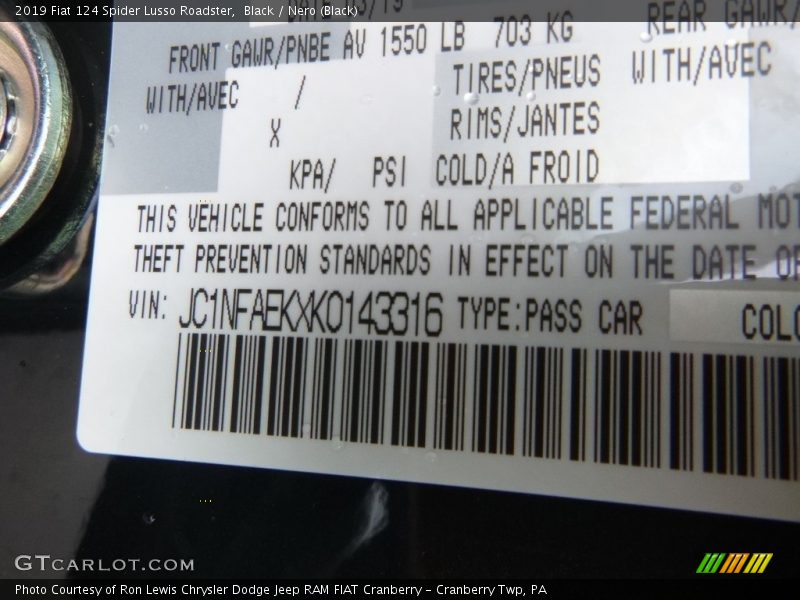 2019 Fiat 124 Spider Lusso Roadster,  Black / Nero (Black)
FRONT GAWR/PNBE AV 1550 LB 703 KG REAR GAWR/
WITH/AVEC / TIRES/PNEUS WITH/AVEC
X RIMS/JANTES
KPA/ PSI COLD/A FROID
THIS VEHICLE CONFORMS TO ALL APPLICABLE FEDERAL MOT
THEFT PREVENTION STANDARDS IN EFFECT ON THE DATE OF
VIN: JC1NFAEKXK0143316 TYPE:PASS CAR COLO
GTCARLOT.COM
Photo Courtesy of Ron Lewis Chrysler Dodge Jeep RAM FIAT Cranberry – Cranberry Twp, PA